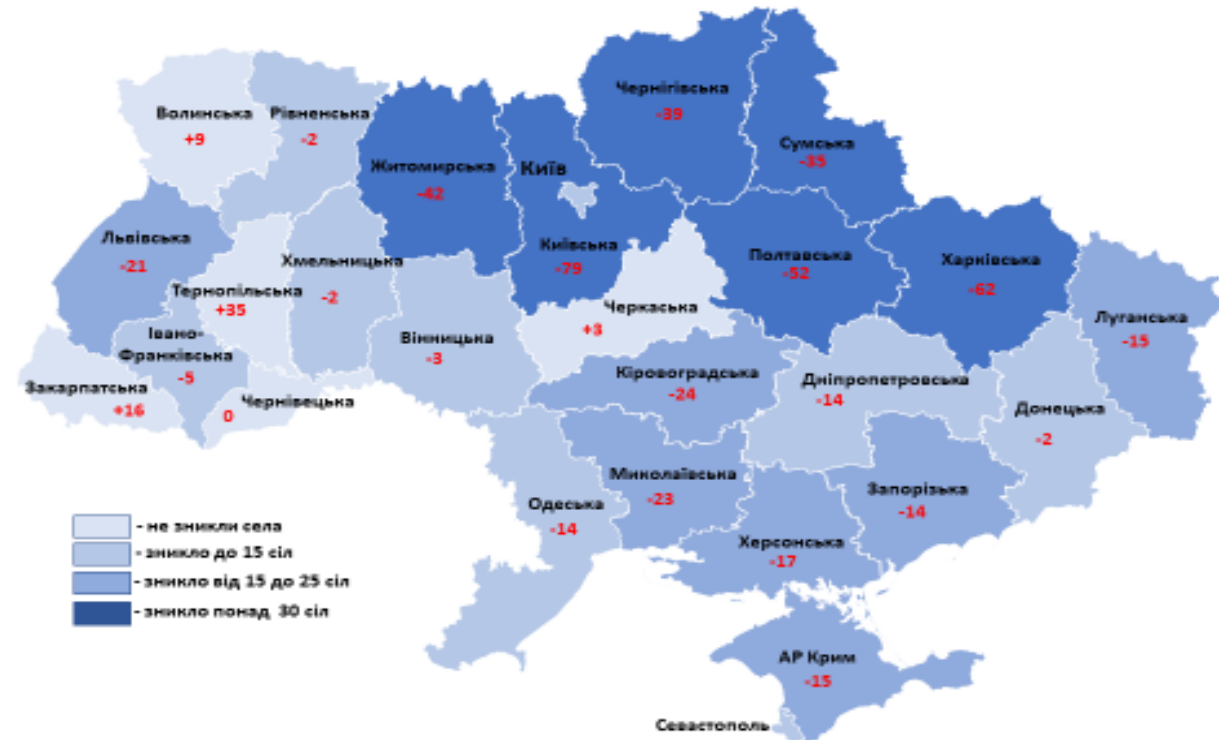 Чернігівська
-39
Волинська
+9
Рівненська
-2
Сумська
-35
Житомирська
-42
Київ
Львівська
-21
Київська
-79
Полтавська
-52
Харківська
-62
Хмельницька
-2
Тернопільська
+35
Черкаська
+3
Луганська
-15
Івано-
Франківська
-5
Вінницька
-3
Кіровоградська
-24
Дніпропетровська
-14
Закарпатська
+16
Чернівецька
0
Донецька
-2
Миколаївська
-23
Запорізька
-14
Одеська
-14
Херсонська
-17
- не зникли села
- зникло до 15 сіл
- зникло від 15 до 25 сіл
- зникло понад 30 сіл
АР Крим
-15
Севастополь